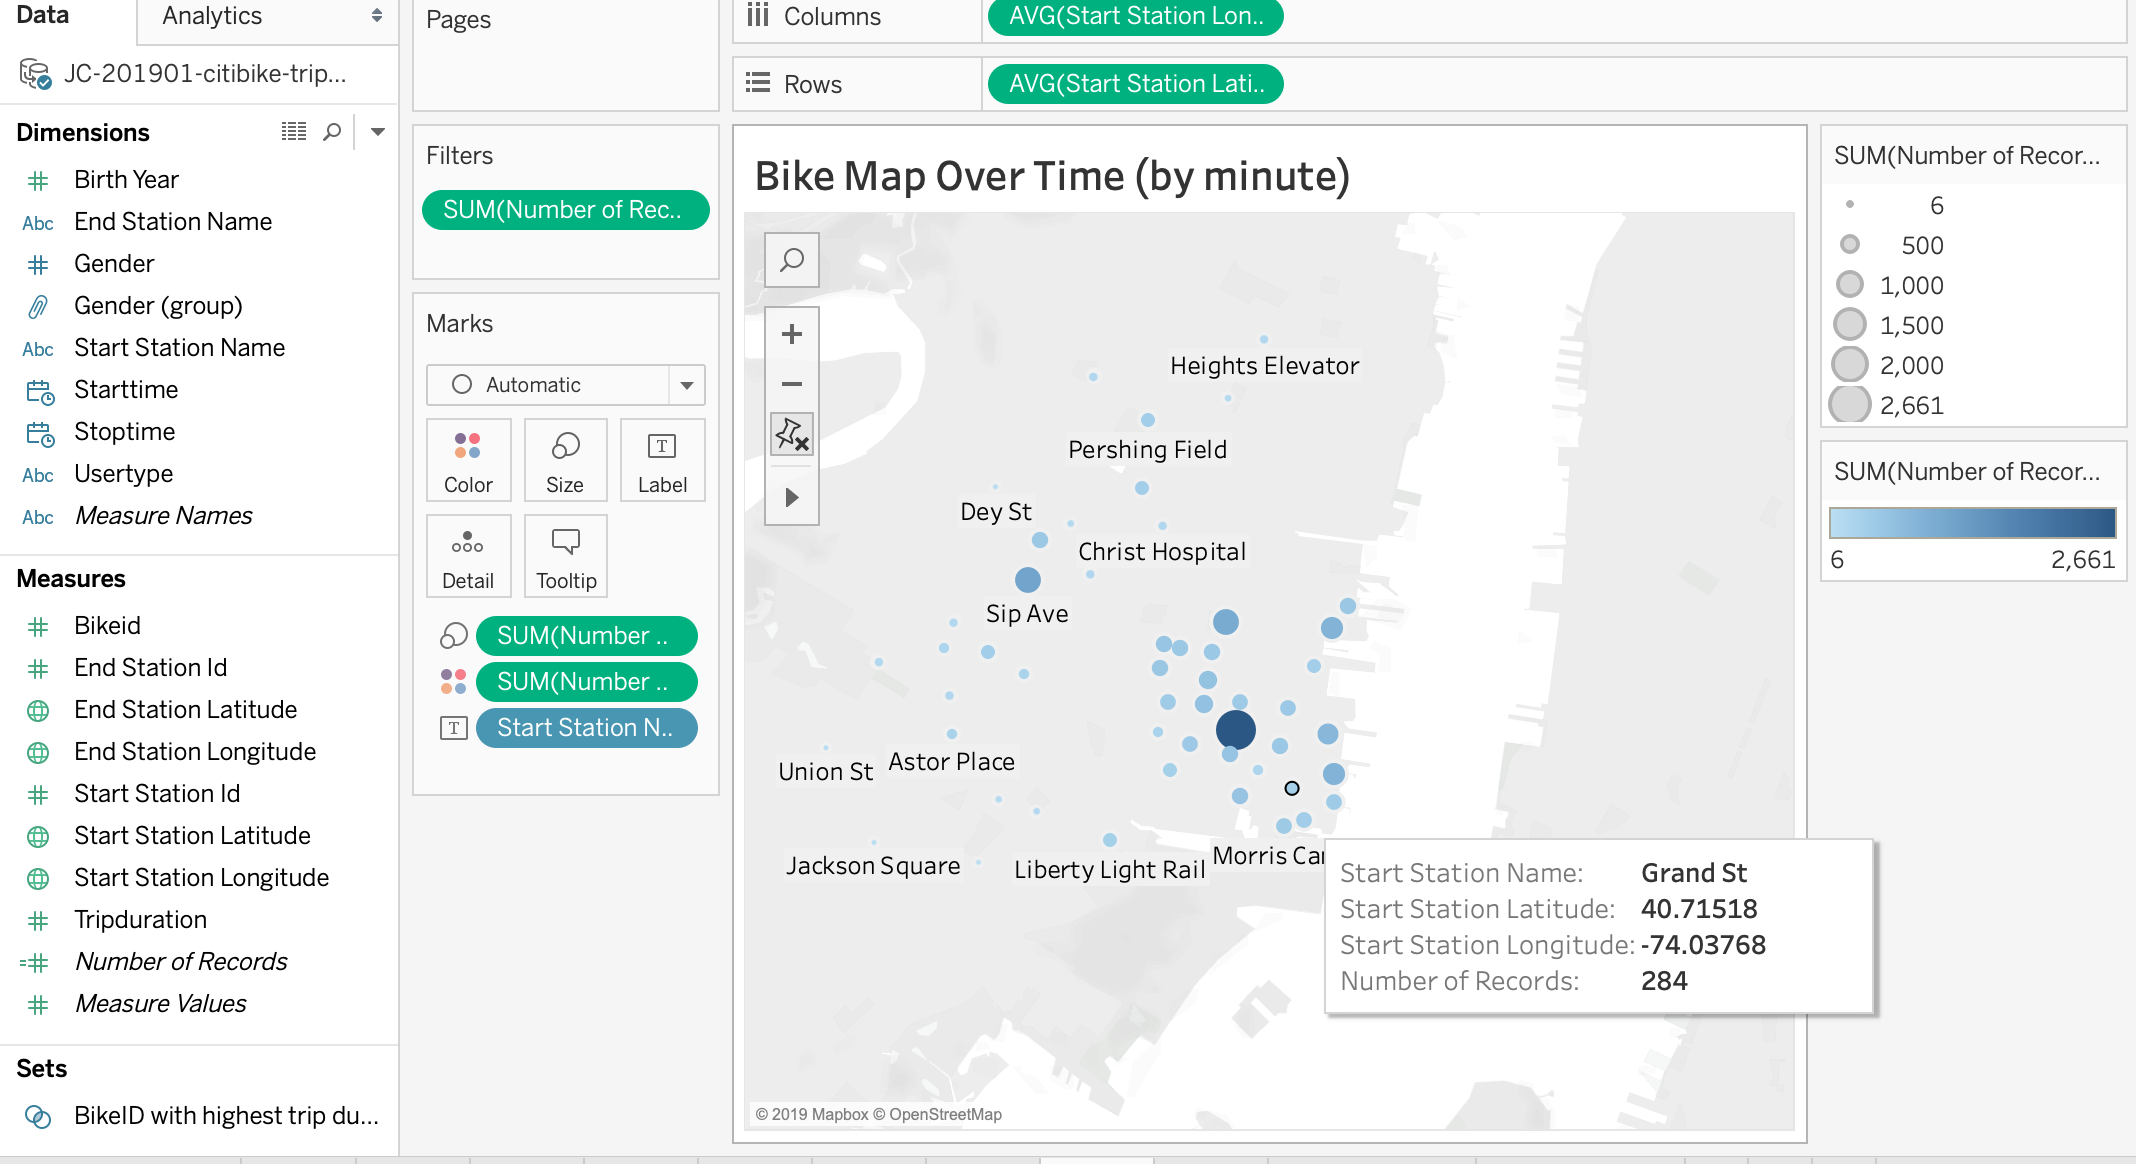 Data
Analytics
JC-201901-citibike-trip...
Dimensions
Birth Year
Abc End Station Name
Gender
Gender (group)
Abc Start Station Name
Starttime
Stoptime
Abc Usertype
Abc Measure Names
Measures
Bikeid
End Station Id
End Station Latitude
End Station Longitude
Start Station Id
Start Station Latitude
Start Station Longitude
Tripduration
Number of Records
Measure Values
Sets
BikeID with highest trip du...
Pages
Filters
SUM(Number of Rec..
Marks
Automatic
Color
Size
T
Label
Detail
Tooltip
SUM(Number ..
SUM(Number ..
T Start Station N..
Columns
AVG(Start Station Lon..
Rows
AVG(Start Station Lati..
Bike Map Over Time (by minute)
Heights Elevator
Pershing Field
Dey St
Christ Hospital
Sip Ave
Union St
Astor Place
Jackson Square
Liberty Light Rail
Morris Ca
Start Station Name: Grand St
Start Station Latitude: 40.71518
Start Station Longitude: -74.03768
Number of Records: 284
© 2019 Mapbox © OpenStreetMap
SUM(Number of Recor...
6
500
1,000
1,500
2,000
2,661
SUM(Number of Recor...
6 2,661